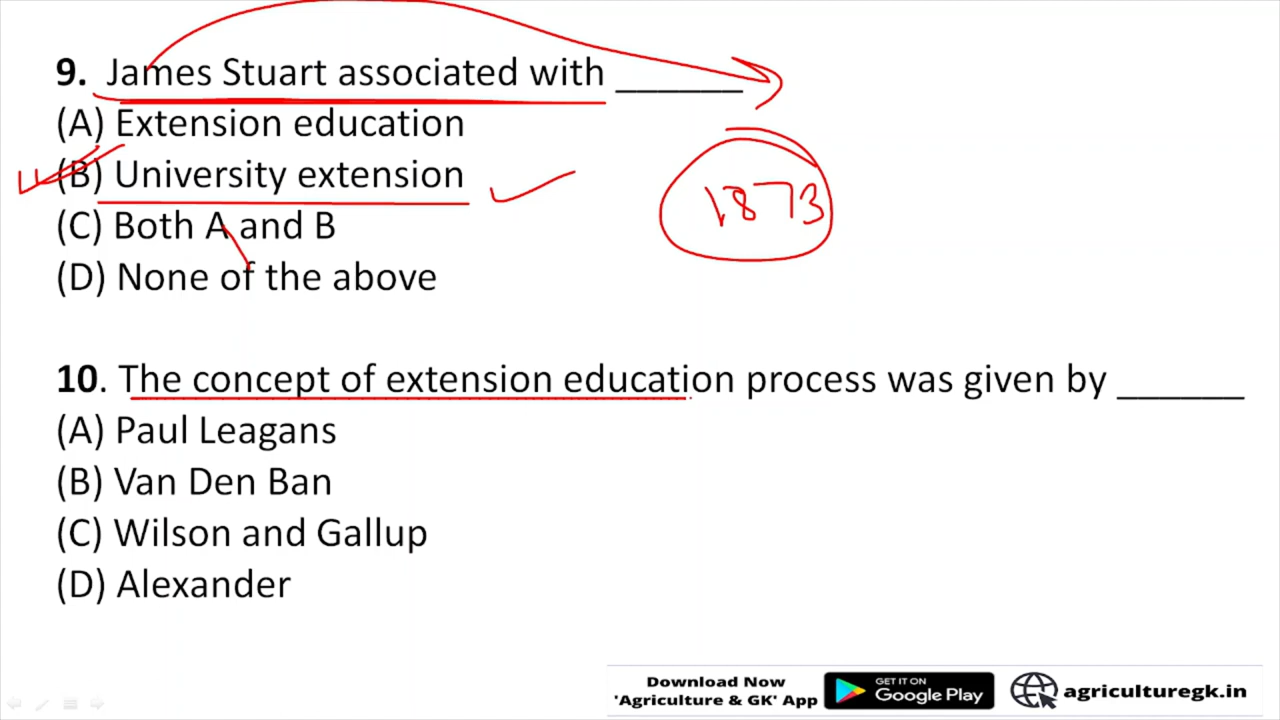 9. James Stuart associated with ______
(A) Extension education
(B) University extension
1873
(C) Both A and B
(D) None of the above
10. The concept of extension education process was given by ______
(A) Paul Leagans
(B) Van Den Ban
(C) Wilson and Gallup
(D) Alexander
Download Now
'Agriculture & GK' App
GET IT ON
Google Play
agriculturegk.in